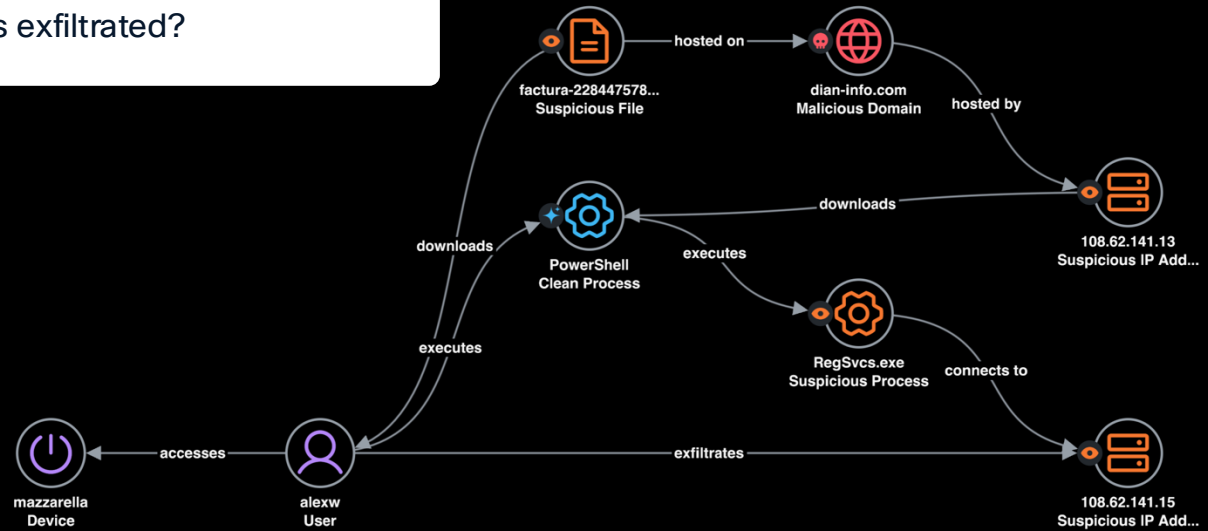 s exfiltrated?
hosted on
factura-228447578...
Suspicious File
dian-info.com
Malicious Domain
hosted by
downloads
108.62.141.13
Suspicious IP Add...
downloads
PowerShell
Clean Process
executes
executes
RegSvcs.exe
Suspicious Process
connects to
accesses
exfiltrates
mazzarella
Device
alexw
User
108.62.141.15
Suspicious IP Add...